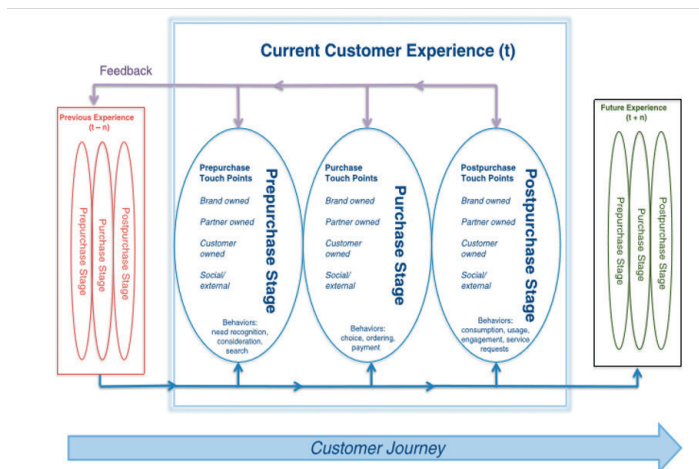 Current Customer Experience (t)
Feedback
Previous Experience
(t – n)
Prepurchase Stage
Purchase Stage
Postpurchase Stage
Prepurchase
Touch Points
Brand owned
Partner owned
Customer
owned
Social/
external
Prepurchase Stage
Behaviors:
need recognition,
consideration,
search
Purchase
Touch Points
Brand owned
Partner owned
Customer
owned
Social/
external
Purchase Stage
Behaviors:
choice, ordering,
payment
Postpurchase
Touch Points
Brand owned
Partner owned
Customer
owned
Social/
external
Postpurchase Stage
Behaviors:
consumption, usage,
engagement, service
requests
Future Experience
(t + n)
Prepurchase Stage
Purchase Stage
Postpurchase Stage
Customer Journey